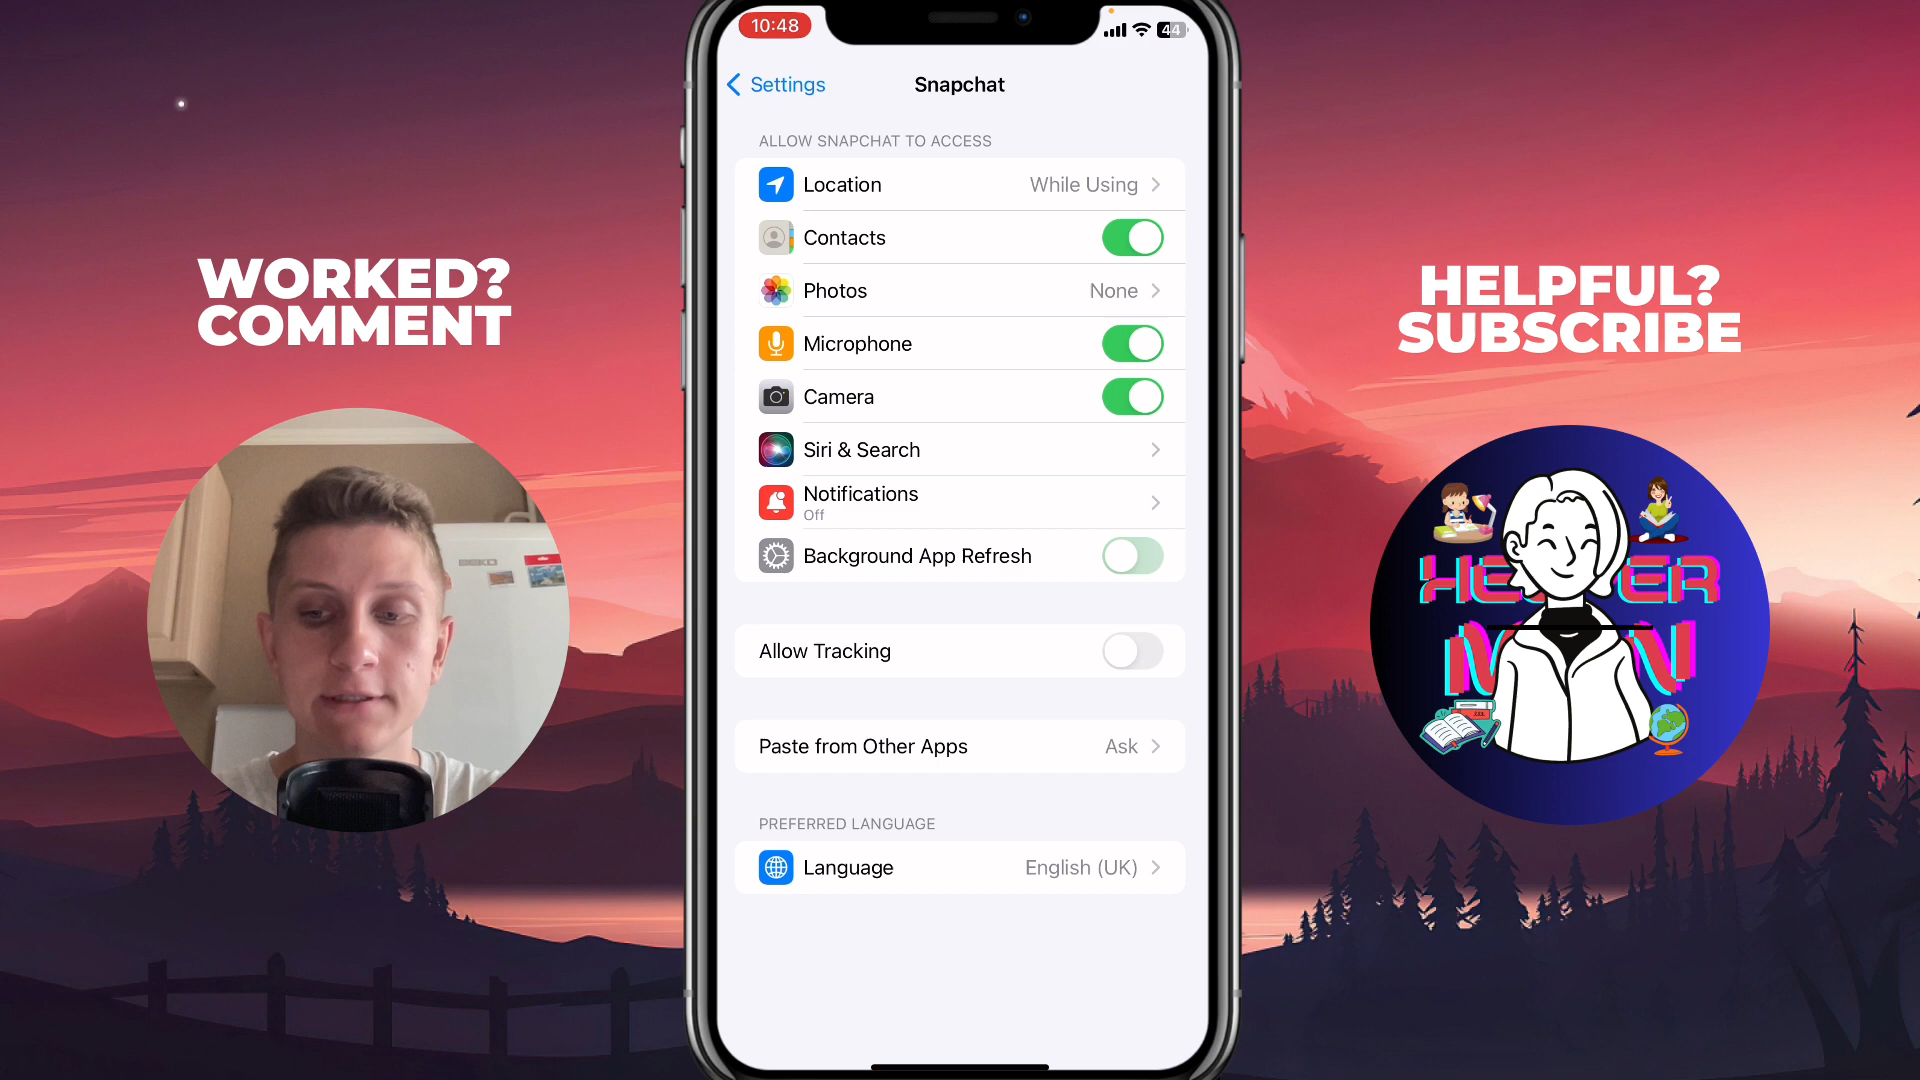 10:48
44
Settings
Snapchat
ALLOW SNAPCHAT TO ACCESS
Location
While Using
Contacts
Photos
None
Microphone
Camera
Siri & Search
Notifications
Off
Background App Refresh
Allow Tracking
Paste from Other Apps
Ask
PREFERRED LANGUAGE
Language
English (UK)
WORKED?
COMMENT
HELPFUL?
SUBSCRIBE